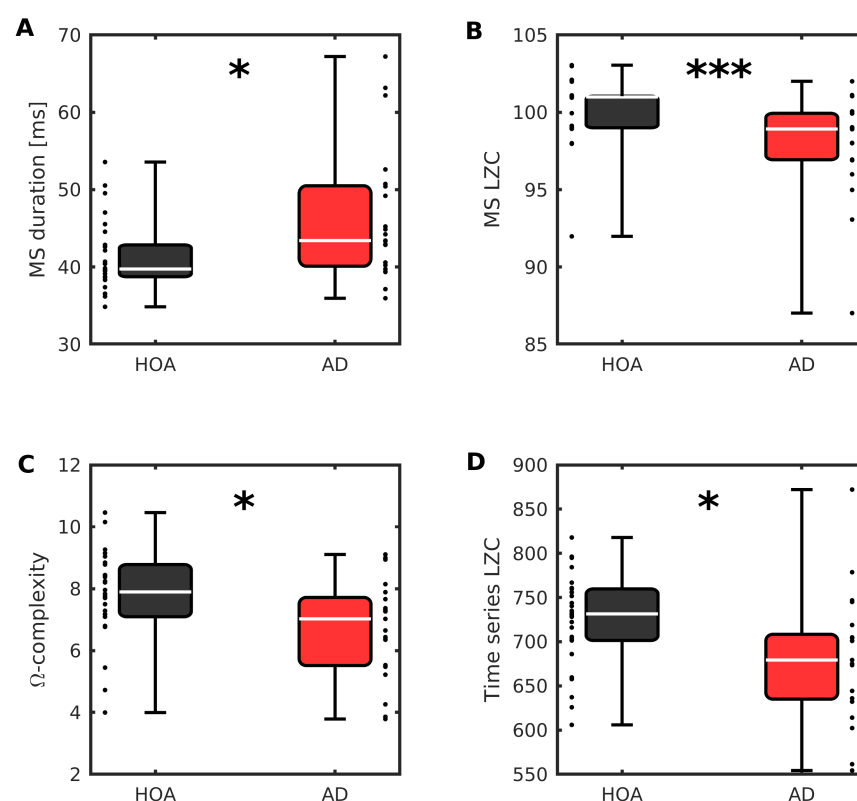 A
MS duration [ms]
70
60
50
40
30
*
HOA
AD
B
MS LZC
105
100
95
90
85
***
HOA
AD
C
Ω-complexity
12
10
8
6
4
2
*
HOA
AD
D
Time series LZC
900
850
800
750
700
650
600
550
*
HOA
AD